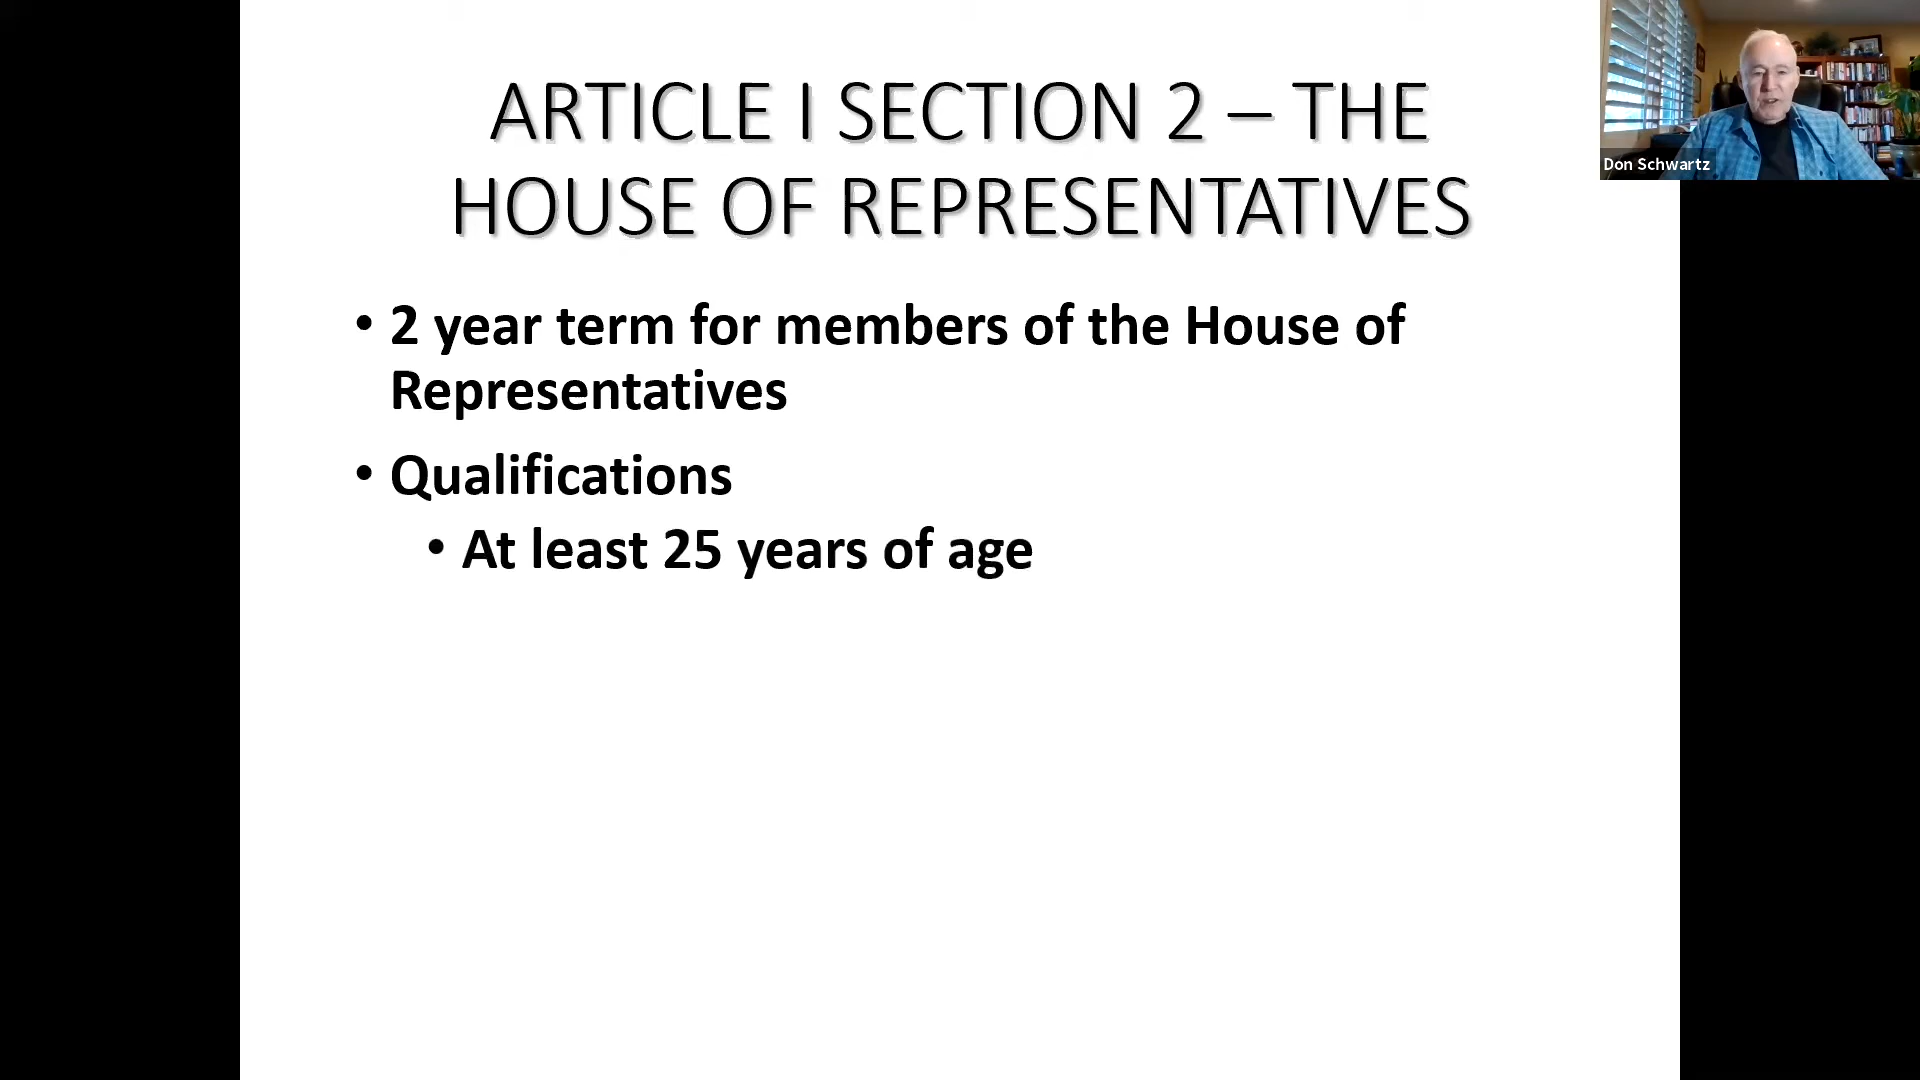 ARTICLE I SECTION 2 – THE
HOUSE OF REPRESENTATIVES
• 2 year term for members of the House of
Representatives
• Qualifications
• At least 25 years of age
Don Schwartz